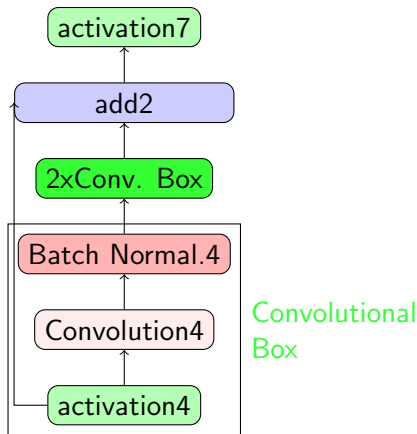 activation7
add2
2xConv. Box
Batch Normal.4
Convolution4
activation4
Convolutional
Box